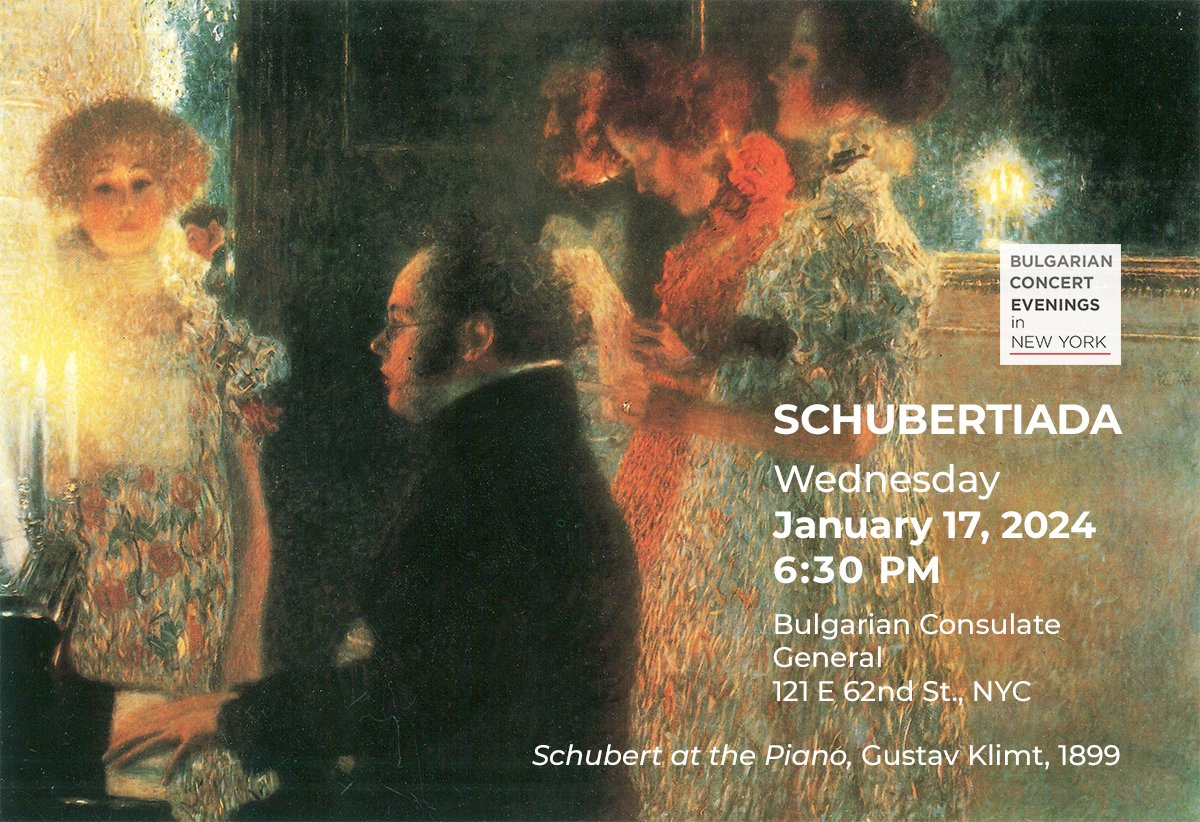 BULGARIAN
CONCERT
EVENINGS
in
NEW YORK
SCHUBERTIADA
Wednesday
January 17, 2024
6:30 PM
Bulgarian Consulate
General
121 E 62nd St., NYC
Schubert at the Piano, Gustav Klimt, 1899